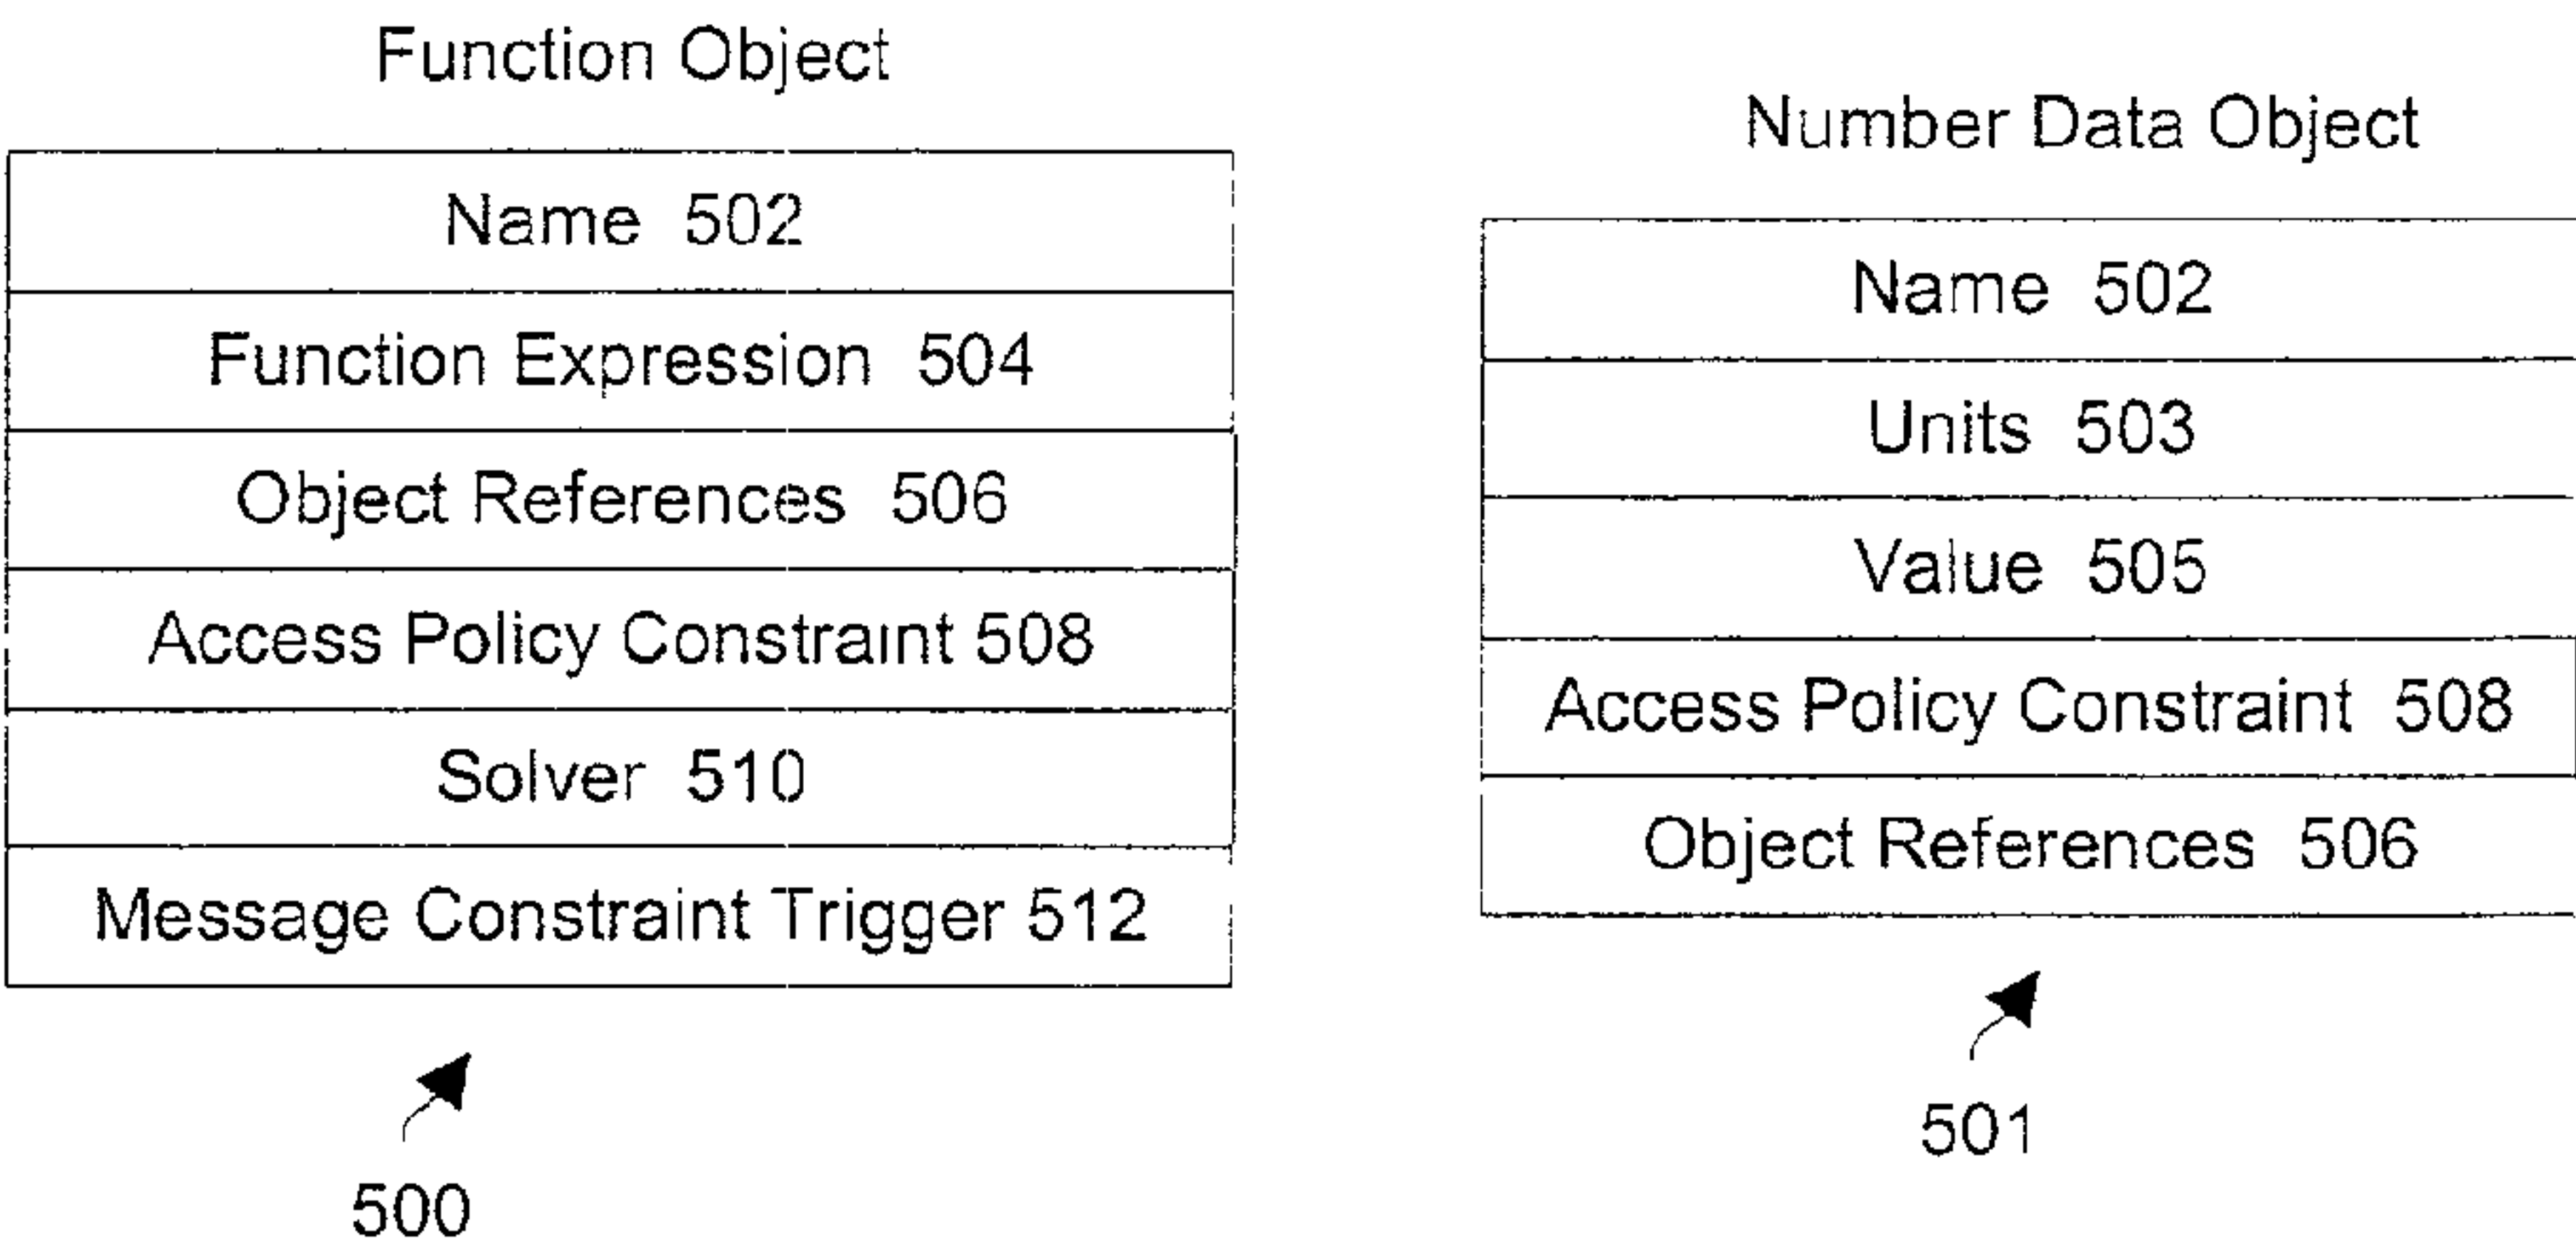 Function Object
Name 502
Function Expression 504
Object References 506
Access Policy Constraint 508
Solver 510
Message Constraint Trigger 512
500
Number Data Object
Name 502
Units 503
Value 505
Access Policy Constraint 508
Object References 506
501